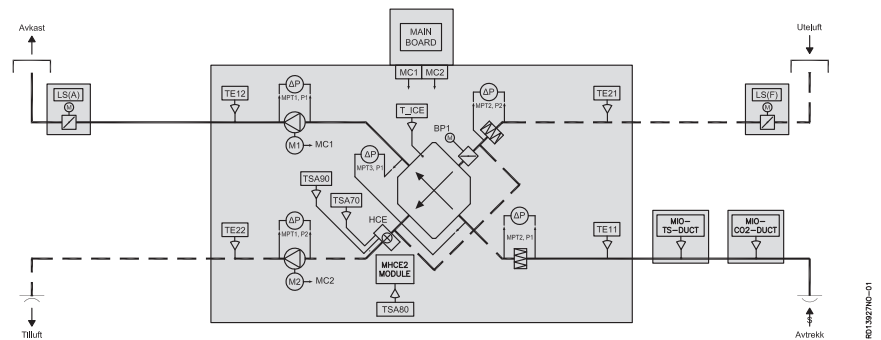 Avkast
Uteluft
MAIN
BOARD
MC1
MC2
LS(A)
M
TE12
ΔP
MPT1, P1
T_ICE
ΔP
MPT2, P2
TE21
LS(F)
M
BP1
M
M1
MC1
ΔP
MPT3, P1
TSA90
TSA70
HCE
TE22
ΔP
MPT1, P2
ΔP
MPT2, P1
TE11
MIO-
TS-DUCT
MIO-
CO2-DUCT
M2
MC2
MHCE2
MODULE
TSA80
Tilluft
Avtrekk
RD13927NO-01